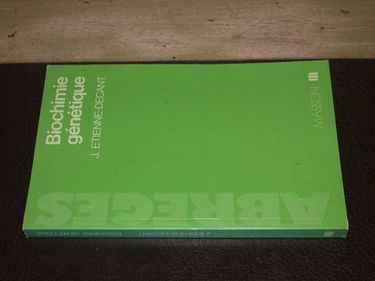 Biochimie
génétique
J. ETIENNE-DECANT
MASSON
ABREGES
J. ETIENNE-DECANT BIOCHIMIE GENETIQUE